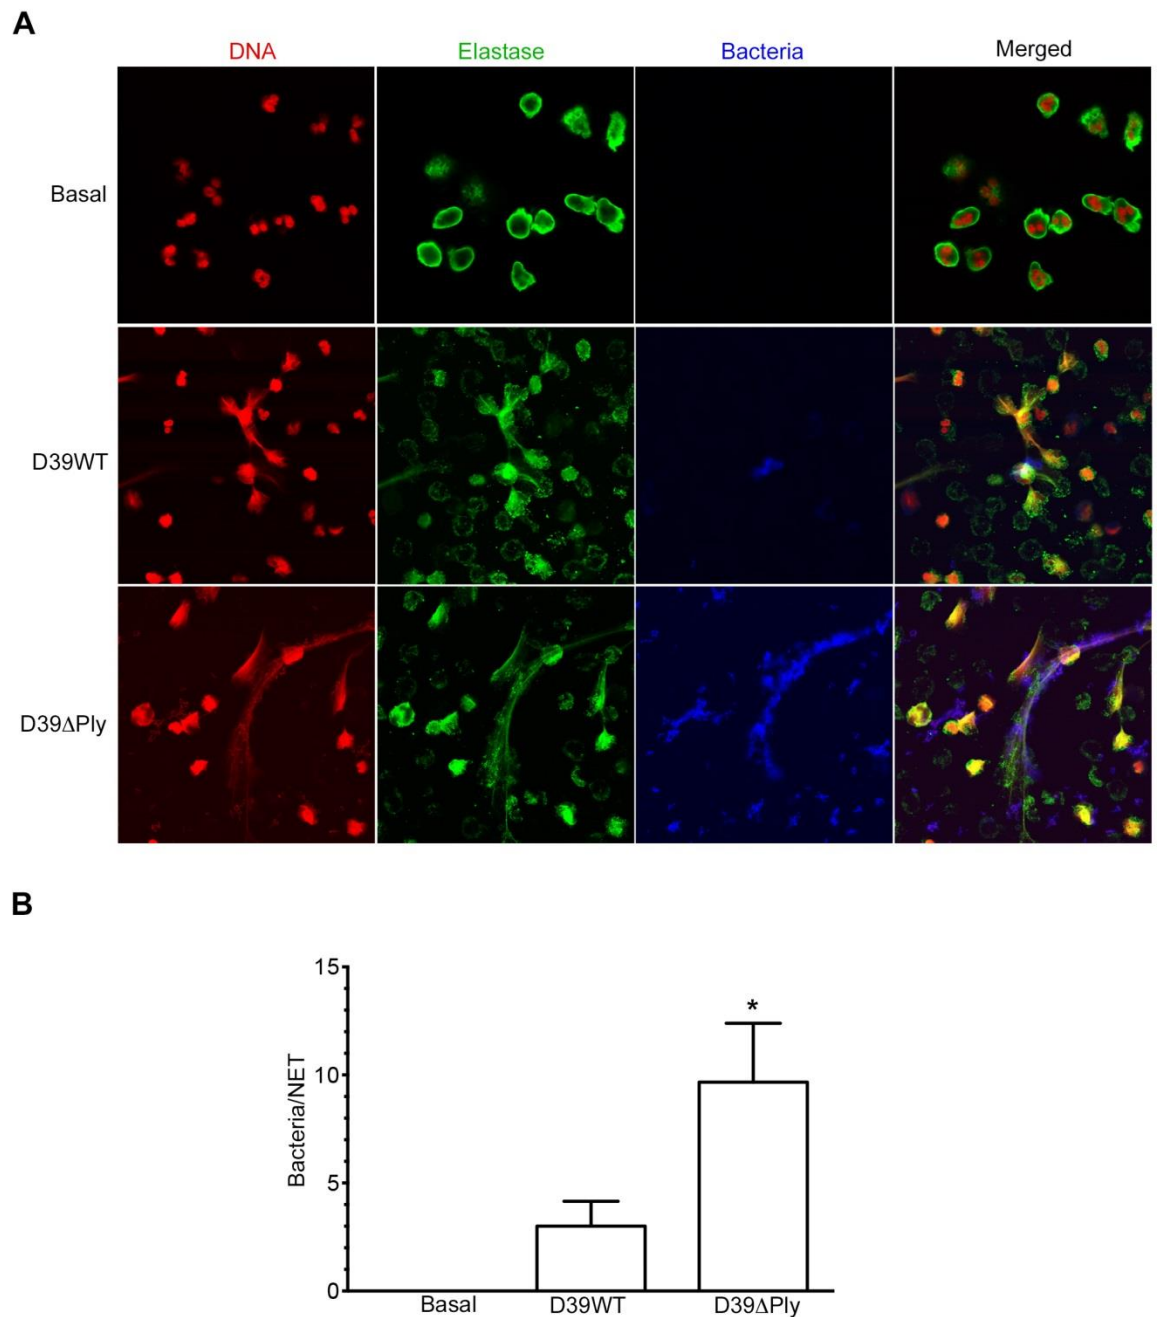 A
DNA Elastase Bacteria Merged
Basal
D39WT
D39ΔPly
B
15
10
5
0
Bacteria/NET
*
Basal D39WT D39ΔPly